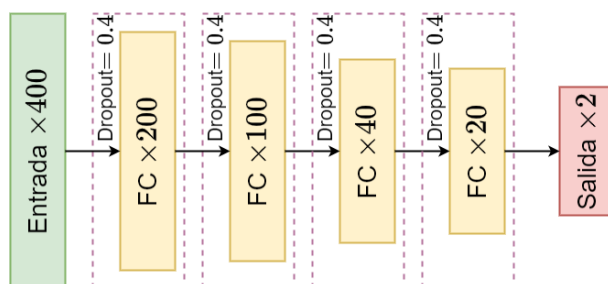 Entrada ×400
Dropout= 0.4
FC ×200
Dropout= 0.4
FC ×100
Dropout= 0.4
FC ×40
Dropout= 0.4
FC ×20
Salida ×2